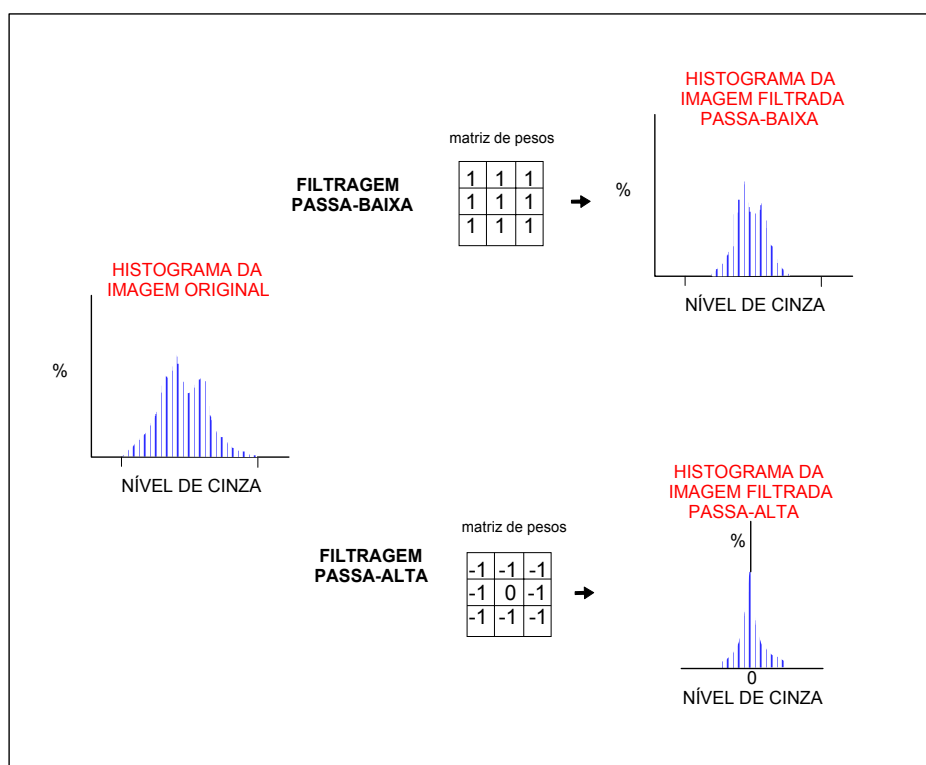 HISTOGRAMA DA
IMAGEM ORIGINAL
%
NÍVEL DE CINZA
FILTRAGEM
PASSA-BAIXA
matriz de pesos
1 1 1
1 1 1
1 1 1
HISTOGRAMA DA
IMAGEM FILTRADA
PASSA-BAIXA
%
NÍVEL DE CINZA
FILTRAGEM
PASSA-ALTA
matriz de pesos
-1 -1 -1
-1 0 -1
-1 -1 -1
HISTOGRAMA DA
IMAGEM FILTRADA
PASSA-ALTA
%
0
NÍVEL DE CINZA